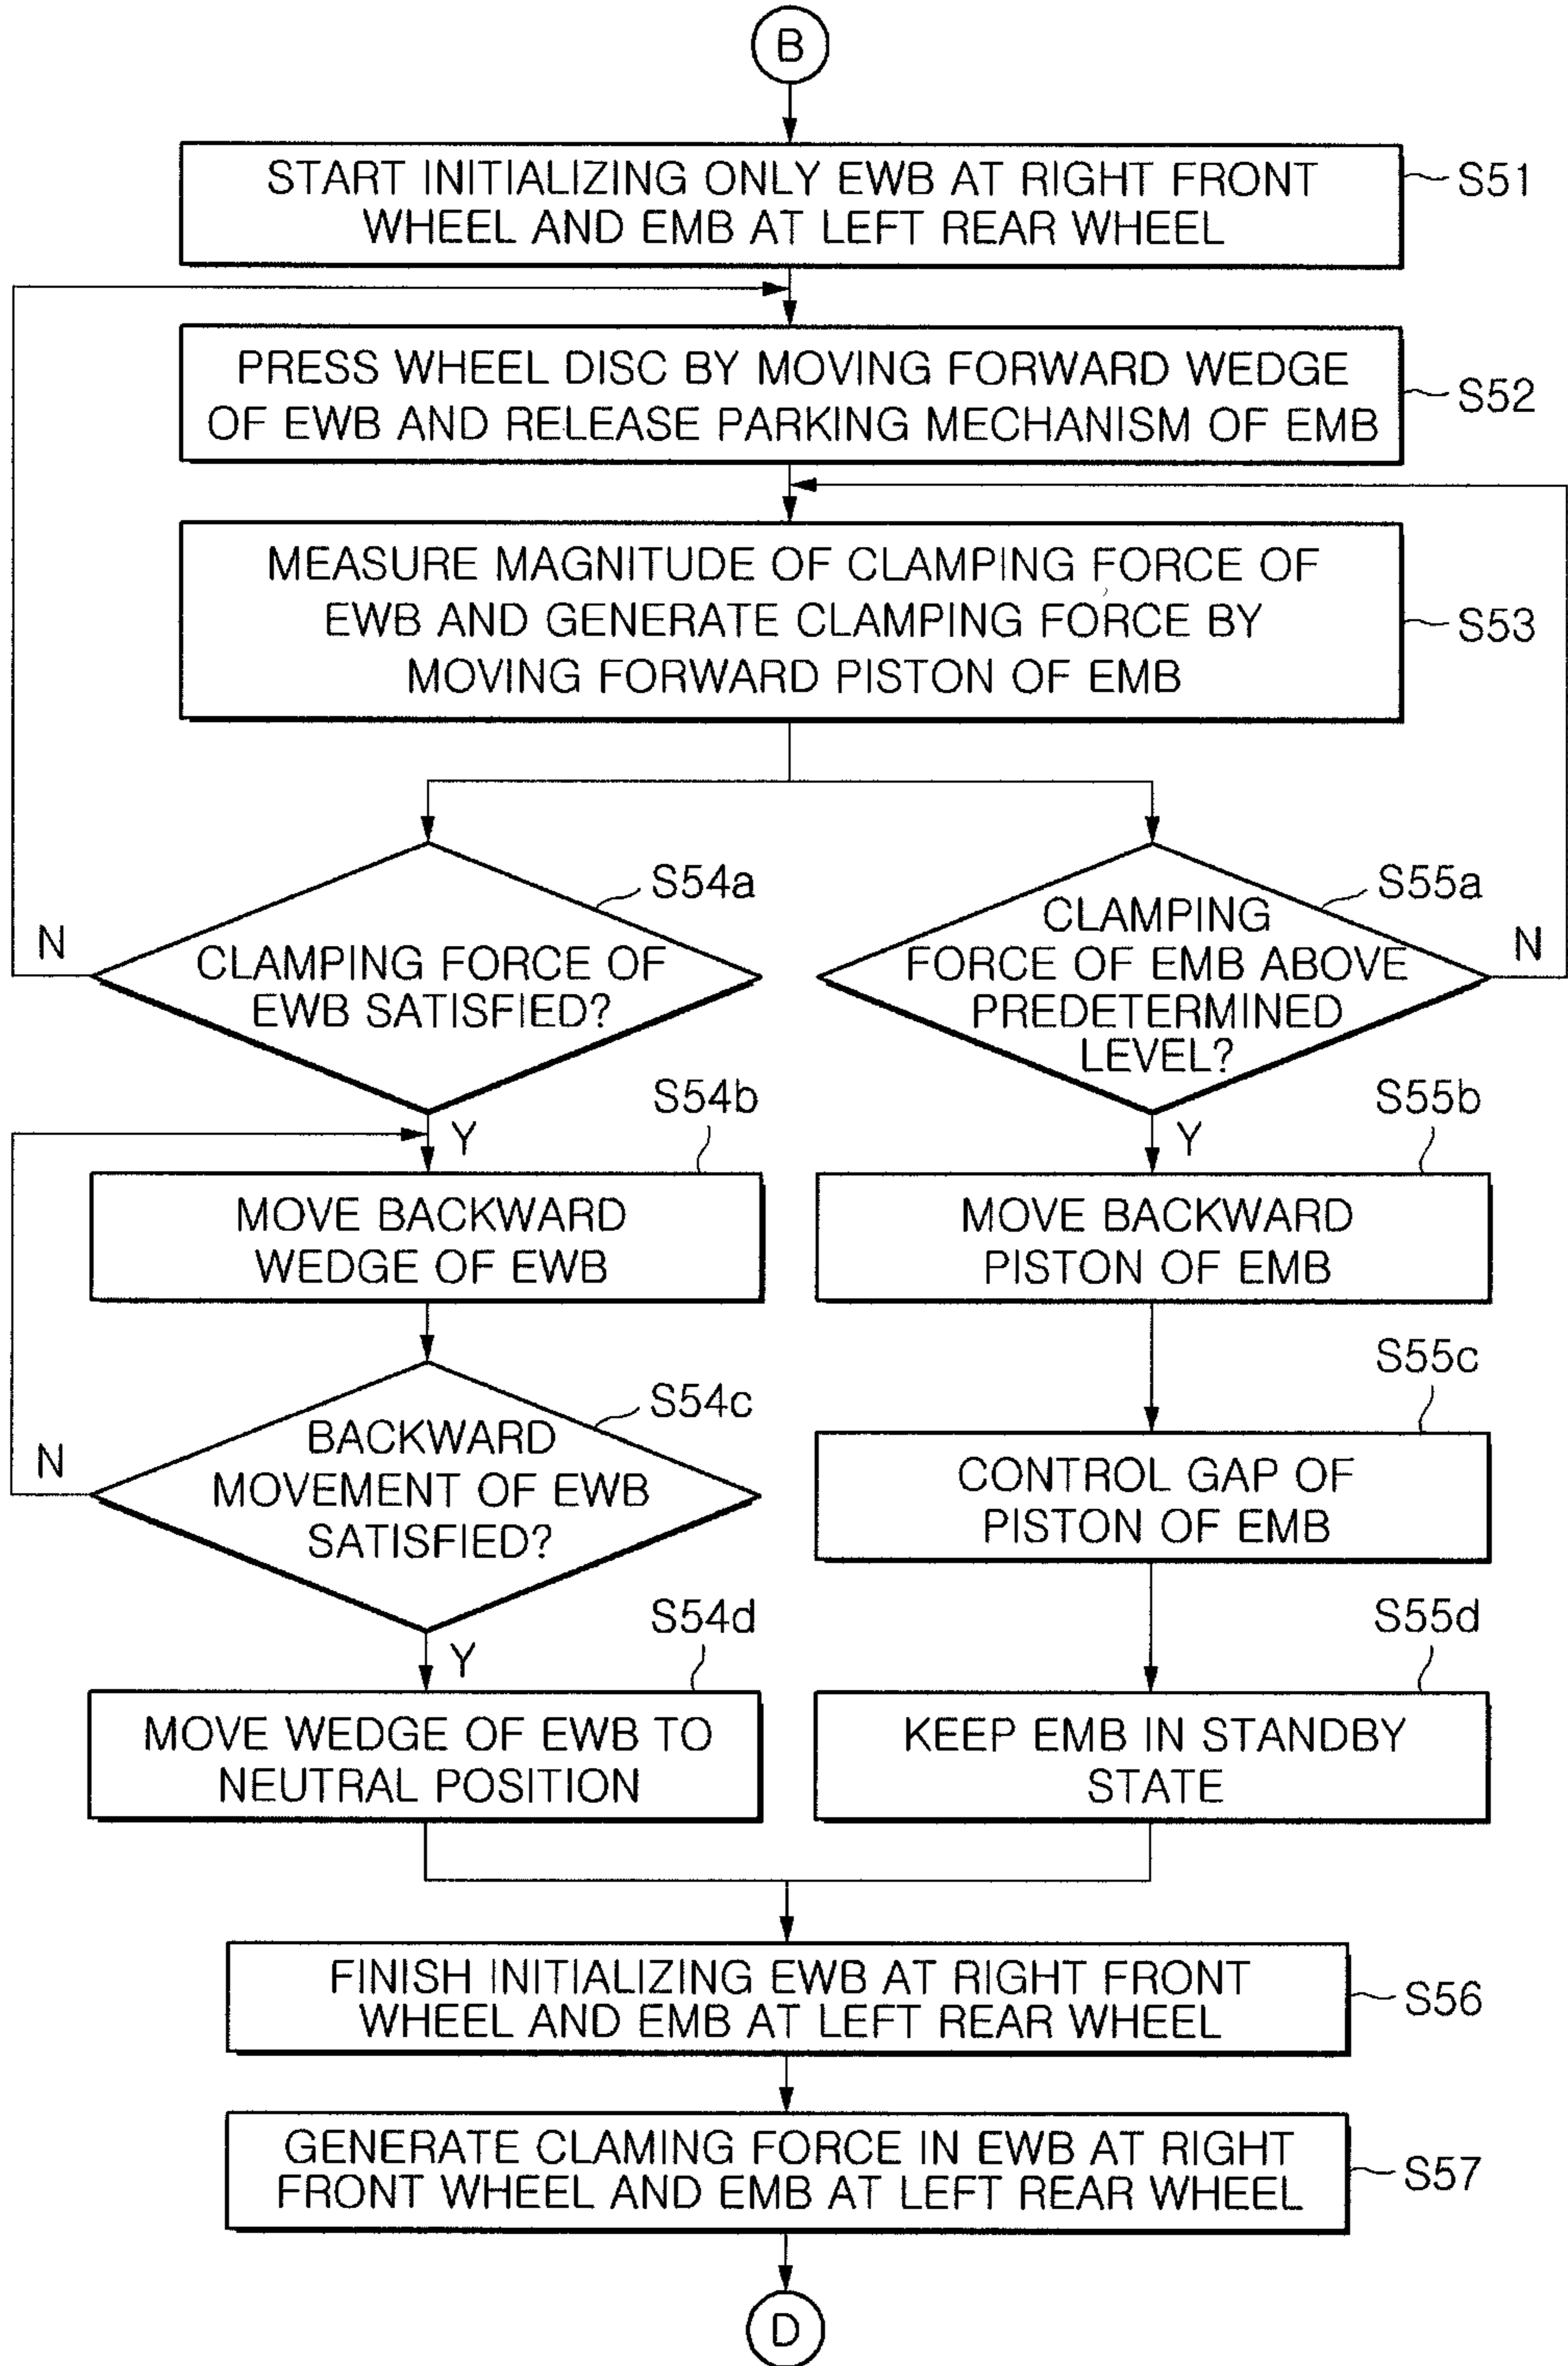 B
START INITIALIZING ONLY EWB AT RIGHT FRONT
WHEEL AND EMB AT LEFT REAR WHEEL
S51
PRESS WHEEL DISC BY MOVING FORWARD WEDGE
OF EWB AND RELEASE PARKING MECHANISM OF EMB
S52
MEASURE MAGNITUDE OF CLAMPING FORCE OF
EWB AND GENERATE CLAMPING FORCE BY
MOVING FORWARD PISTON OF EMB
S53
S54a
N
CLAMPING FORCE OF
EWB SATISFIED?
Y
S55a
CLAMPING
FORCE OF EMB ABOVE
PREDETERMINED
LEVEL?
N
Y
S54b
MOVE BACKWARD
WEDGE OF EWB
S55b
MOVE BACKWARD
PISTON OF EMB
S54c
N
BACKWARD
MOVEMENT OF EWB
SATISFIED?
Y
S55c
CONTROL GAP OF
PISTON OF EMB
S54d
MOVE WEDGE OF EWB TO
NEUTRAL POSITION
S55d
KEEP EMB IN STANDBY
STATE
FINISH INITIALIZING EWB AT RIGHT FRONT
WHEEL AND EMB AT LEFT REAR WHEEL
S56
GENERATE CLAMING FORCE IN EWB AT RIGHT
FRONT WHEEL AND EMB AT LEFT REAR WHEEL
S57
D